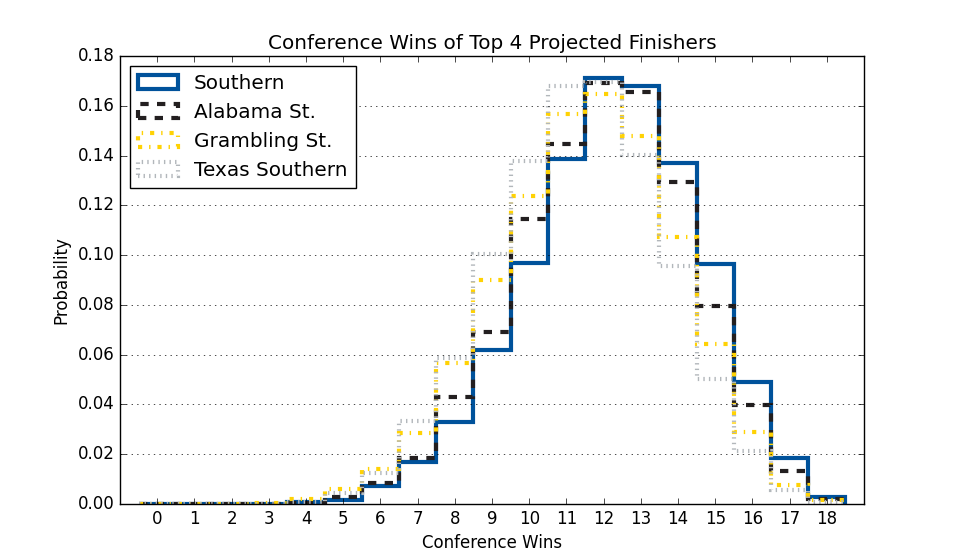 Conference Wins of Top 4 Projected Finishers
0.18
0.16
0.14
0.12
0.10
0.08
0.06
0.04
0.02
0.00
Probability
Southern
Alabama St.
Grambling St.
Texas Southern
0 1 2 3 4 5 6 7 8 9 10 11 12 13 14 15 16 17 18
Conference Wins